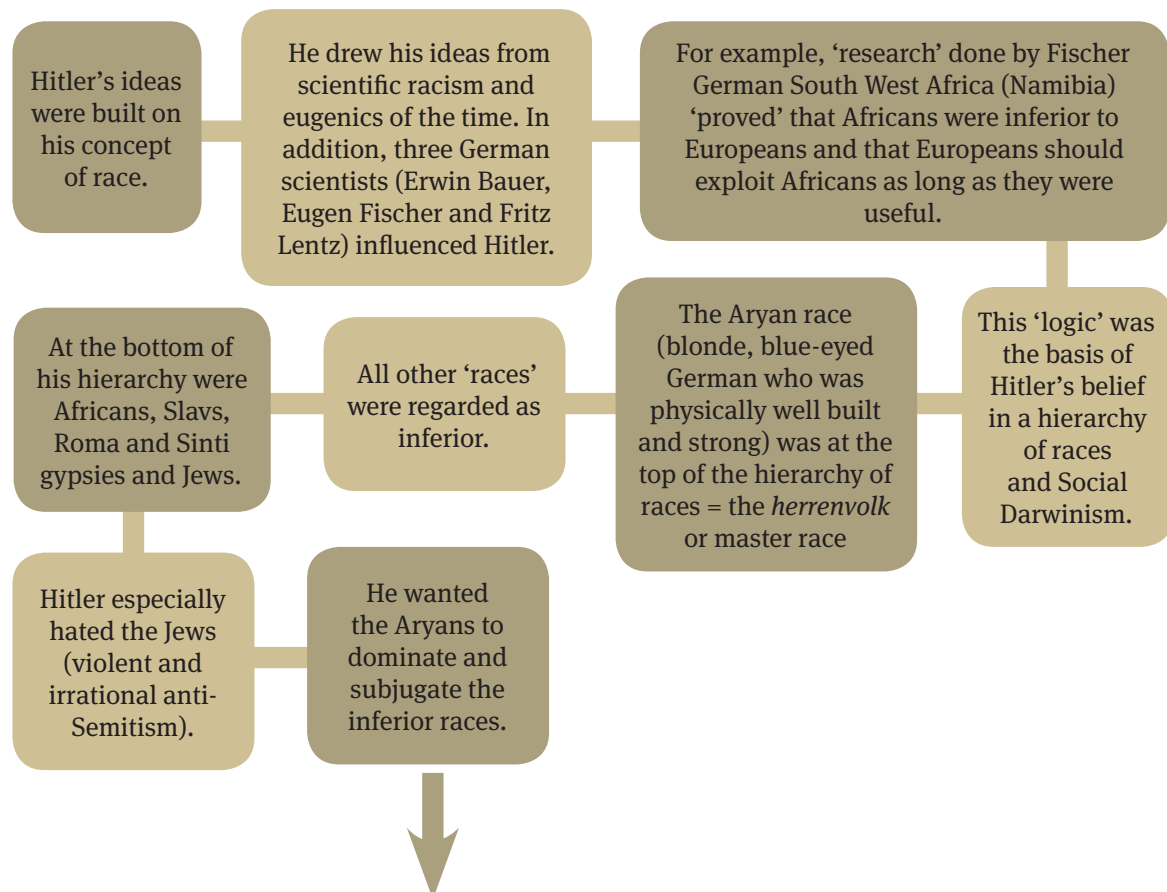 Hitler’s ideas
were built on
his concept
of race.
He drew his ideas from
scientific racism and
eugenics of the time. In
addition, three German
scientists (Erwin Bauer,
Eugen Fischer and Fritz
Lentz) influenced Hitler.
For example, ‘research’ done by Fischer
German South West Africa (Namibia)
‘proved’ that Africans were inferior to
Europeans and that Europeans should
exploit Africans as long as they were
useful.
This ‘logic’ was
the basis of
Hitler’s belief
in a hierarchy
of races
and Social
Darwinism.
The Aryan race
(blonde, blue-eyed
German who was
physically well built
and strong) was at the
top of the hierarchy of
races = the herrenvolk
or master race
All other ‘races’
were regarded as
inferior.
At the bottom of
his hierarchy were
Africans, Slavs,
Roma and Sinti
gypsies and Jews.
Hitler especially
hated the Jews
(violent and
irrational anti-
Semitism).
He wanted
the Aryans to
dominate and
subjugate the
inferior races.